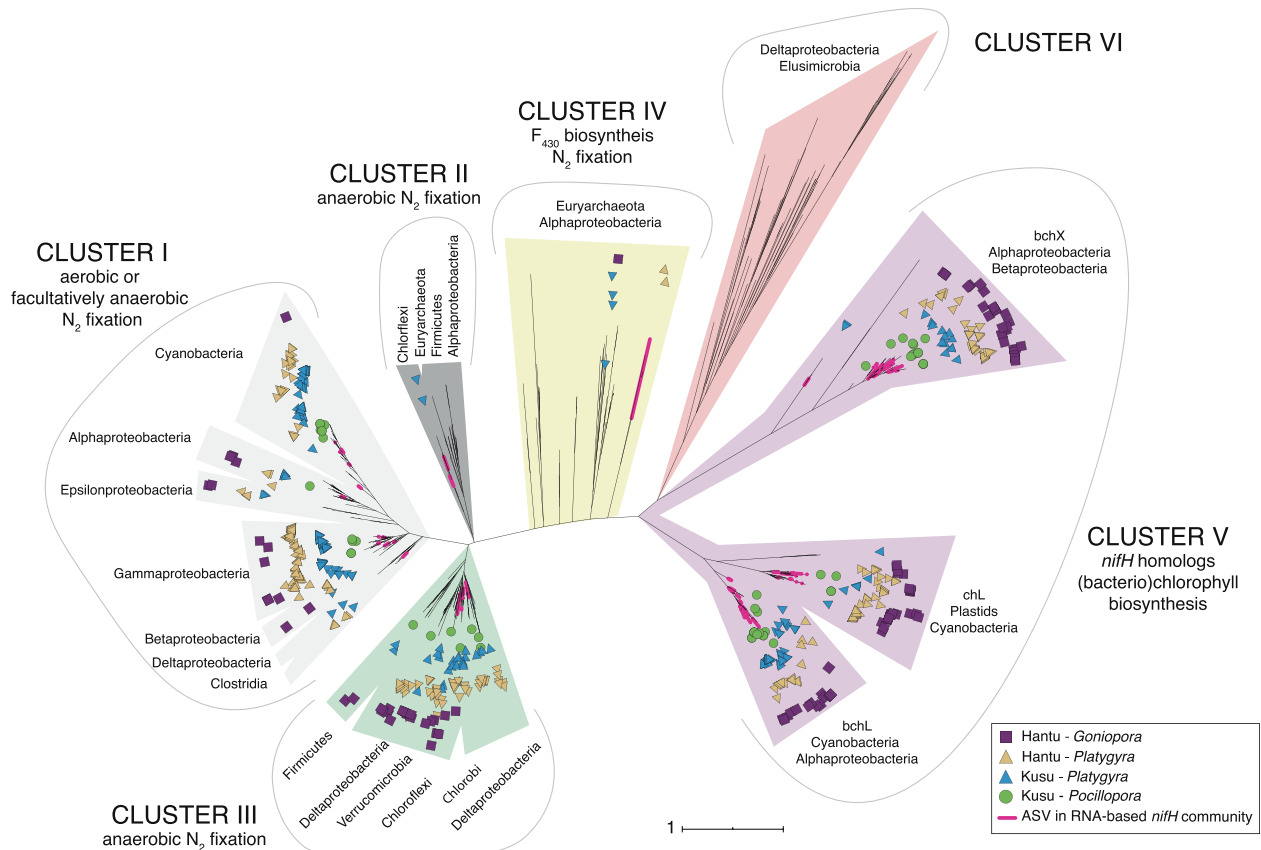 CLUSTER VI
Deltaproteobacteria
Elusimicrobia
CLUSTER IV
F430 biosyntheis
N2 fixation
Euryarchaeota
Alphaproteobacteria
CLUSTER II
anaerobic N2 fixation
Chlorflexi
Euryarchaeota
Firmicutes
Alphaproteobacteria
CLUSTER I
aerobic or
facultatively anaerobic
N2 fixation
Cyanobacteria
Alphaproteobacteria
Epsilonproteobacteria
Gammaproteobacteria
Betaproteobacteria
Deltaproteobacteria
Clostridia
bchX
Alphaproteobacteria
Betaproteobacteria
CLUSTER V
nifH homologs
(bacterio)chlorophyll
biosynthesis
chL
Plastids
Cyanobacteria
bchL
Cyanobacteria
Alphaproteobacteria
Firmicutes
Deltaproteobacteria
Verrucomicrobia
Chloroflexi
Chlorobi
Deltaproteobacteria
CLUSTER III
anaerobic N2 fixation
1
Hantu - Goniopora
Hantu - Platygyra
Kusu - Platygyra
Kusu - Pocillopora
ASV in RNA-based nifH community